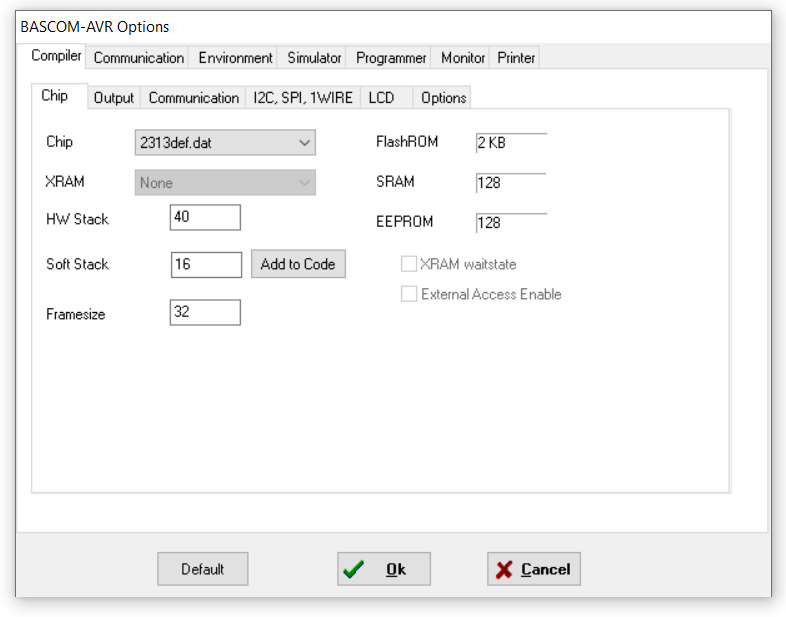 BASCOM-AVR Options
Compiler Communication Environment Simulator Programmer Monitor Printer
Chip Output Communication I2C, SPI, 1WIRE LCD Options
Chip 2313def.dat FlashROM 2 KB
XRAM None SRAM 128
HW Stack 40 EEPROM 128
Soft Stack 16 Add to Code XRAM waitstate
External Access Enable
Framesize 32
Default Ok Cancel